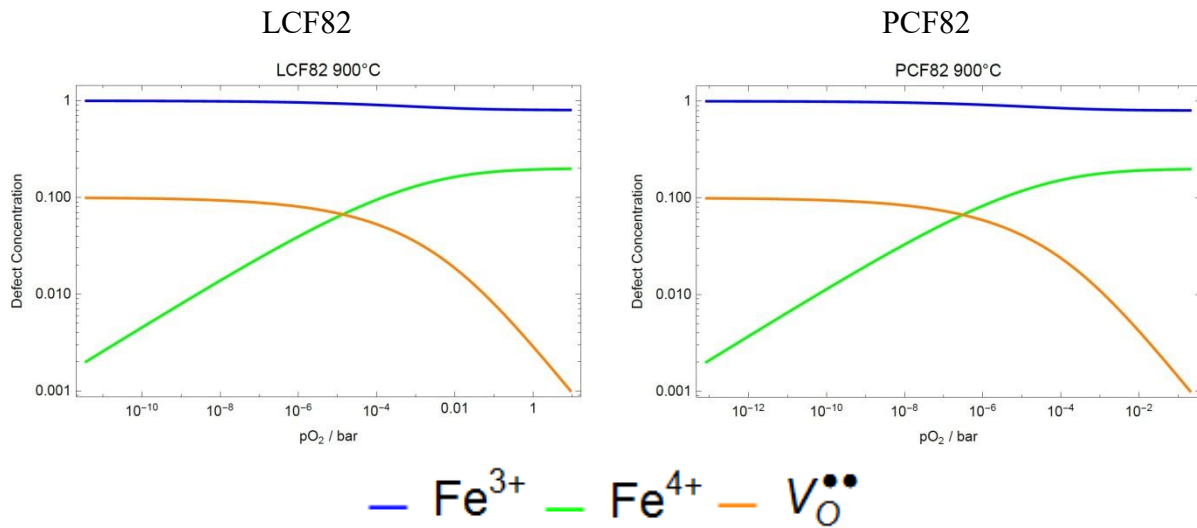 LCF82
PCF82
LCF82 900°C
Defect Concentration
1
0.100
0.010
0.001
10⁻¹⁰
10⁻⁸
10⁻⁶
10⁻⁴
0.01
1
pO₂ / bar
PCF82 900°C
Defect Concentration
1
0.100
0.010
0.001
10⁻¹²
10⁻¹⁰
10⁻⁸
10⁻⁶
10⁻⁴
10⁻²
pO₂ / bar
Fe³⁺ Fe⁴⁺ V_O^••